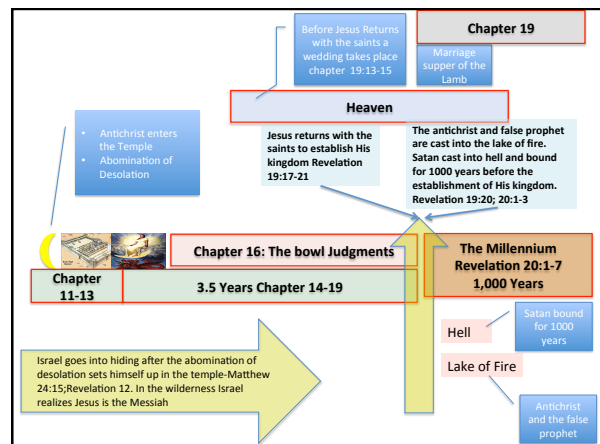 Before Jesus Returns
with the saints a
wedding takes place
chapter 19:13-15
Chapter 19
Marriage
supper of the
Lamb
Heaven
• Antichrist enters
the Temple
• Abomination of
Desolation
Jesus returns with the
saints to establish His
kingdom Revelation
19:17-21
The antichrist and false prophet
are cast into the lake of fire.
Satan cast into hell and bound
for 1000 years before the
establishment of His kingdom.
Revelation 19:20; 20:1-3
Chapter 16: The bowl Judgments
The Millennium
Revelation 20:1-7
1,000 Years
Chapter
11-13
3.5 Years Chapter 14-19
Israel goes into hiding after the abomination of
desolation sets himself up in the temple-Matthew
24:15;Revelation 12. In the wilderness Israel
realizes Jesus is the Messiah
Hell
Satan bound
for 1000
years
Lake of Fire
Antichrist
and the false
prophet